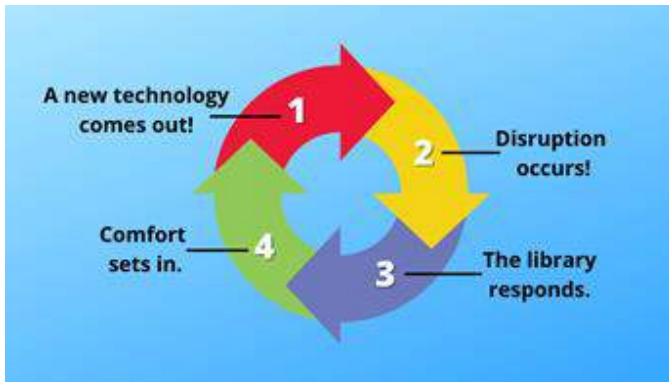 1
A new technology
comes out!
2
Disruption
occurs!
3
The library
responds.
4
Comfort
sets in.